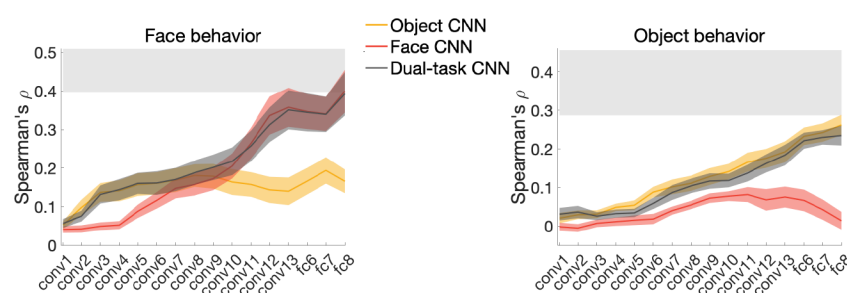 Face behavior
Spearman's ρ
0.5
0.4
0.3
0.2
0.1
0
conv1
conv2
conv3
conv4
conv5
conv6
conv7
conv8
conv9
conv10
conv11
conv12
conv13
fc6
fc7
fc8
Object CNN
Face CNN
Dual-task CNN
Object behavior
Spearman's ρ
0.4
0.3
0.2
0.1
0
conv1
conv2
conv3
conv4
conv5
conv6
conv7
conv8
conv9
conv10
conv11
conv12
conv13
fc6
fc7
fc8